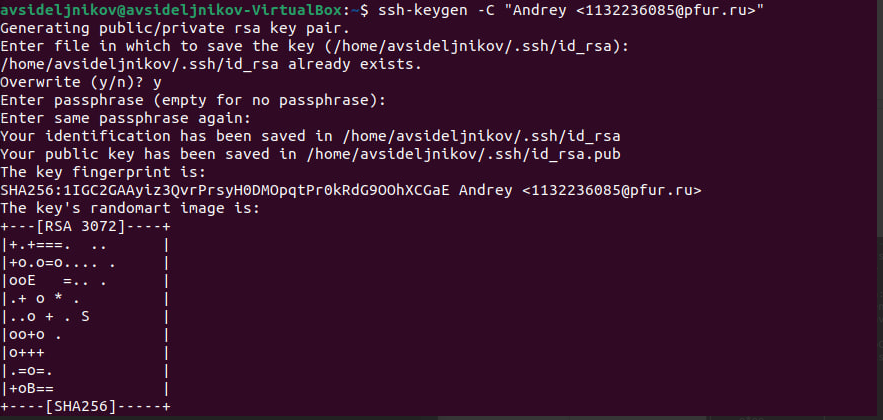 avsideljnikov@avsideljnikov-VirtualBox:~$ ssh-keygen -C "Andrey <1132236085@pfur.ru>"
Generating public/private rsa key pair.
Enter file in which to save the key (/home/avsideljnikov/.ssh/id_rsa):
/home/avsideljnikov/.ssh/id_rsa already exists.
Overwrite (y/n)? y
Enter passphrase (empty for no passphrase):
Enter same passphrase again:
Your identification has been saved in /home/avsideljnikov/.ssh/id_rsa
Your public key has been saved in /home/avsideljnikov/.ssh/id_rsa.pub
The key fingerprint is:
SHA256:1IGC2GAAyiz3QvrPrsyH0DMOpqtPr0kRdG9OOhXCGaE Andrey <1132236085@pfur.ru>
The key's randomart image is:
+---[RSA 3072]----+
|+.+===.  ..      |
|+o.o=o.... .     |
|ooE   =.. .      |
|.+ o * .         |
|..o + . S        |
|oo+o .           |
|o+++             |
|.=o=.            |
|+oB==            |
+----[SHA256]-----+